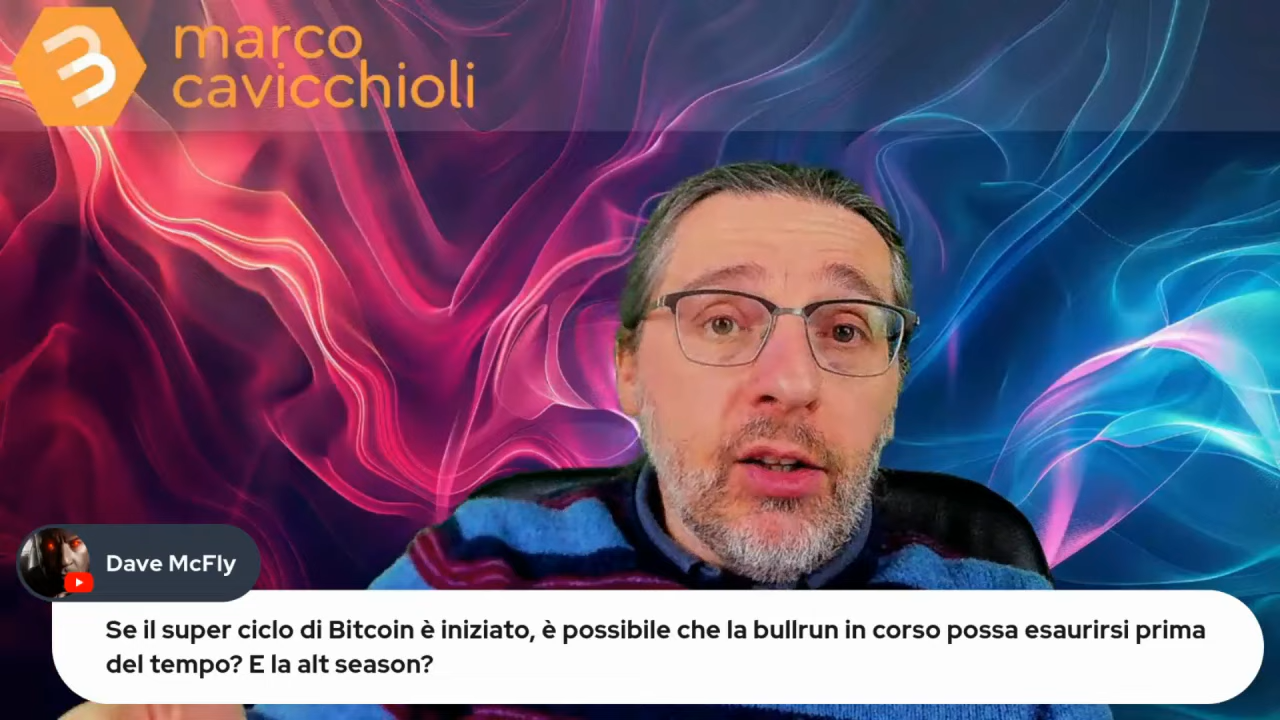 marco
cavicchioli
Dave McFly
Se il super ciclo di Bitcoin è iniziato, è possibile che la bullrun in corso possa esaurirsi prima
del tempo? E la alt season?